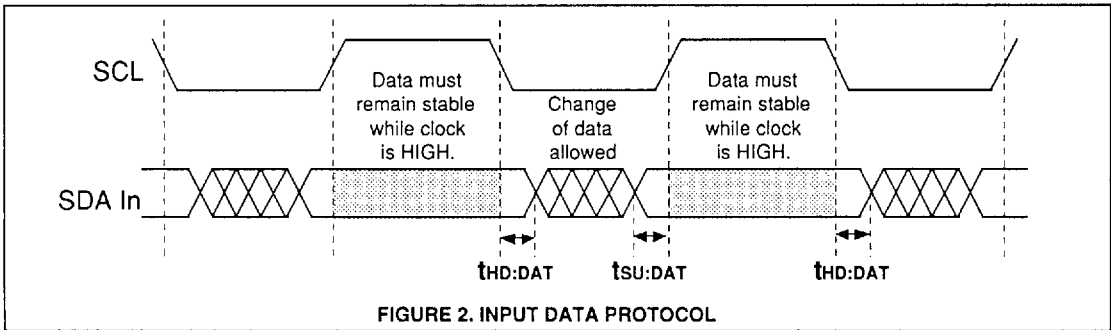 SCL
Data must
remain stable
while clock
is HIGH.
Change
of data
allowed
Data must
remain stable
while clock
is HIGH.
SDA In
tHD:DAT
tSU:DAT
tHD:DAT
FIGURE 2. INPUT DATA PROTOCOL